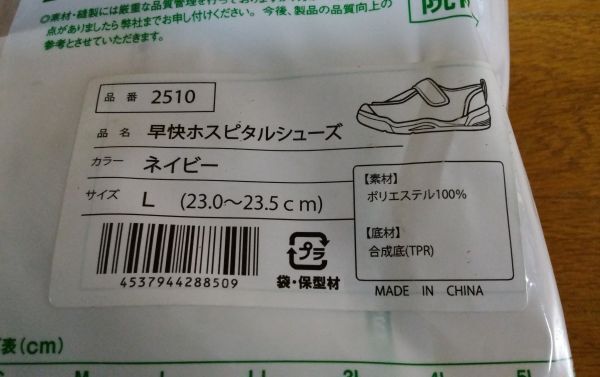 ◎素材・縫製には厳重な品質管理を行っておりますが
点がありましたら弊社までお申し付けください。今後、製品の品質向上の
参考とさせていただきます。
品番 2510
品名 早快ホスピタルシューズ
カラー ネイビー
サイズ L (23.0～23.5cm)
【素材】
ポリエステル100%
【底材】
合成底(TPR)
プラ
袋・保型材
4537944288509
MADE IN CHINA
表(cm)
M L LL 3L 4L 5L